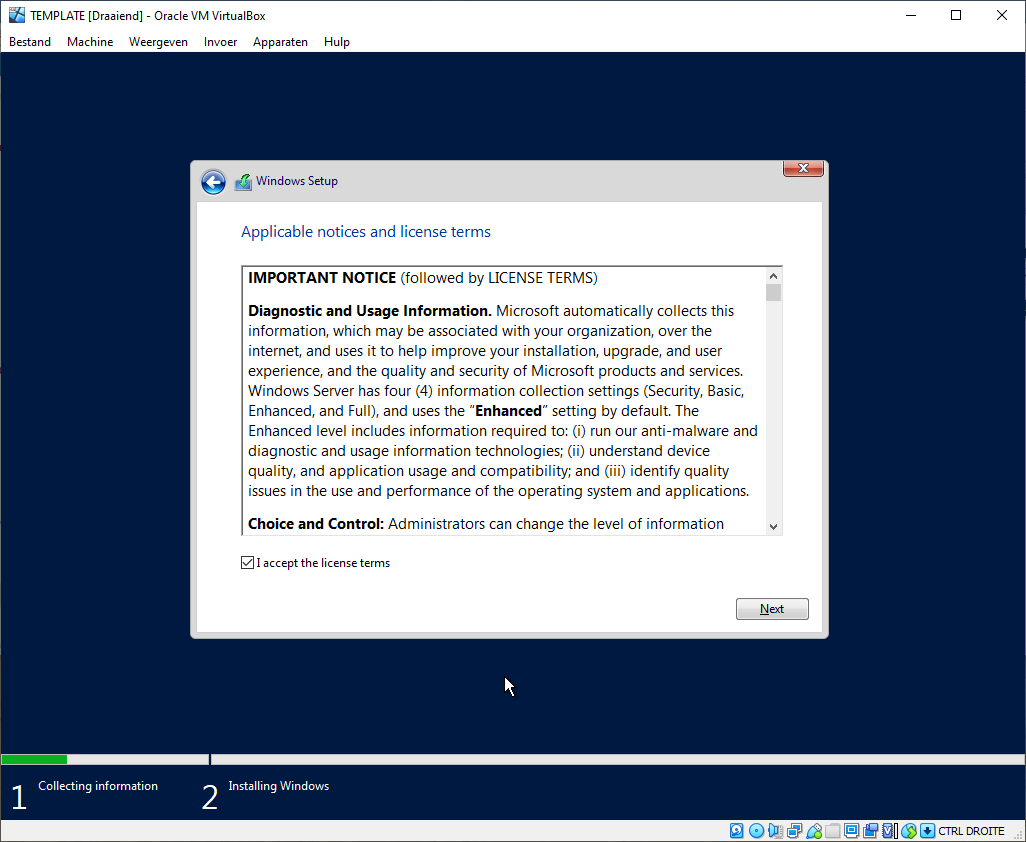 TEMPLATE [Draaiend] - Oracle VM VirtualBox
Bestand Machine Weergeven Invoer Apparaten Hulp
Windows Setup
Applicable notices and license terms
IMPORTANT NOTICE (followed by LICENSE TERMS)
Diagnostic and Usage Information. Microsoft automatically collects this
information, which may be associated with your organization, over the
internet, and uses it to help improve your installation, upgrade, and user
experience, and the quality and security of Microsoft products and services.
Windows Server has four (4) information collection settings (Security, Basic,
Enhanced, and Full), and uses the “Enhanced” setting by default. The
Enhanced level includes information required to: (i) run our anti-malware and
diagnostic and usage information technologies; (ii) understand device
quality, and application usage and compatibility; and (iii) identify quality
issues in the use and performance of the operating system and applications.
Choice and Control: Administrators can change the level of information
I accept the license terms
Next
1 Collecting information
2 Installing Windows
CTRL DROITE